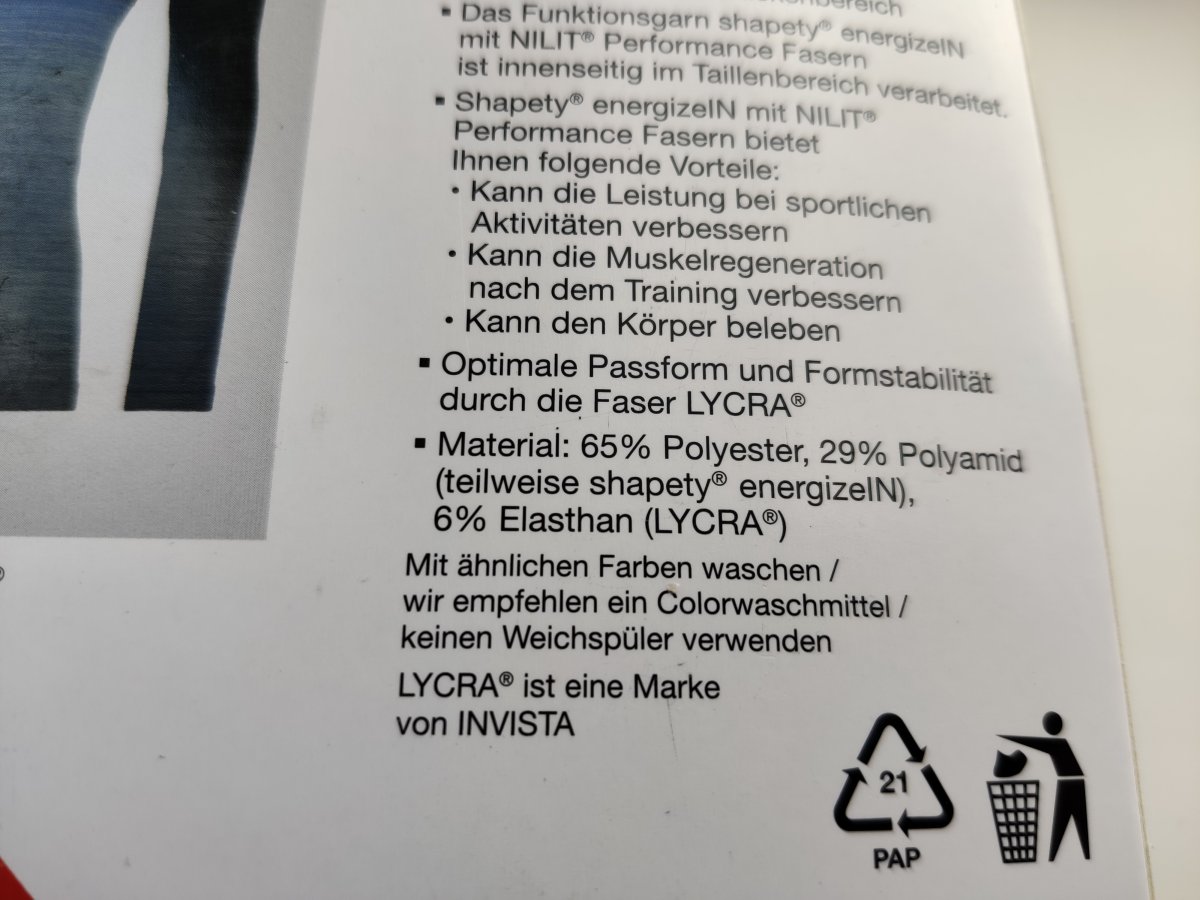 ▪ Das Funktionsgarn shapety® energizeIN
mit NILIT® Performance Fasern
ist innenseitig im Taillenbereich verarbeitet.
▪ Shapety® energizeIN mit NILIT®
Performance Fasern bietet
Ihnen folgende Vorteile:
• Kann die Leistung bei sportlichen
Aktivitäten verbessern
• Kann die Muskelregeneration
nach dem Training verbessern
• Kann den Körper beleben
▪ Optimale Passform und Formstabilität
durch die Faser LYCRA®
▪ Material: 65% Polyester, 29% Polyamid
(teilweise shapety® energizeIN),
6% Elasthan (LYCRA®)
Mit ähnlichen Farben waschen /
wir empfehlen ein Colorwaschmittel /
keinen Weichspüler verwenden
LYCRA® ist eine Marke
von INVISTA
®
21
PAP